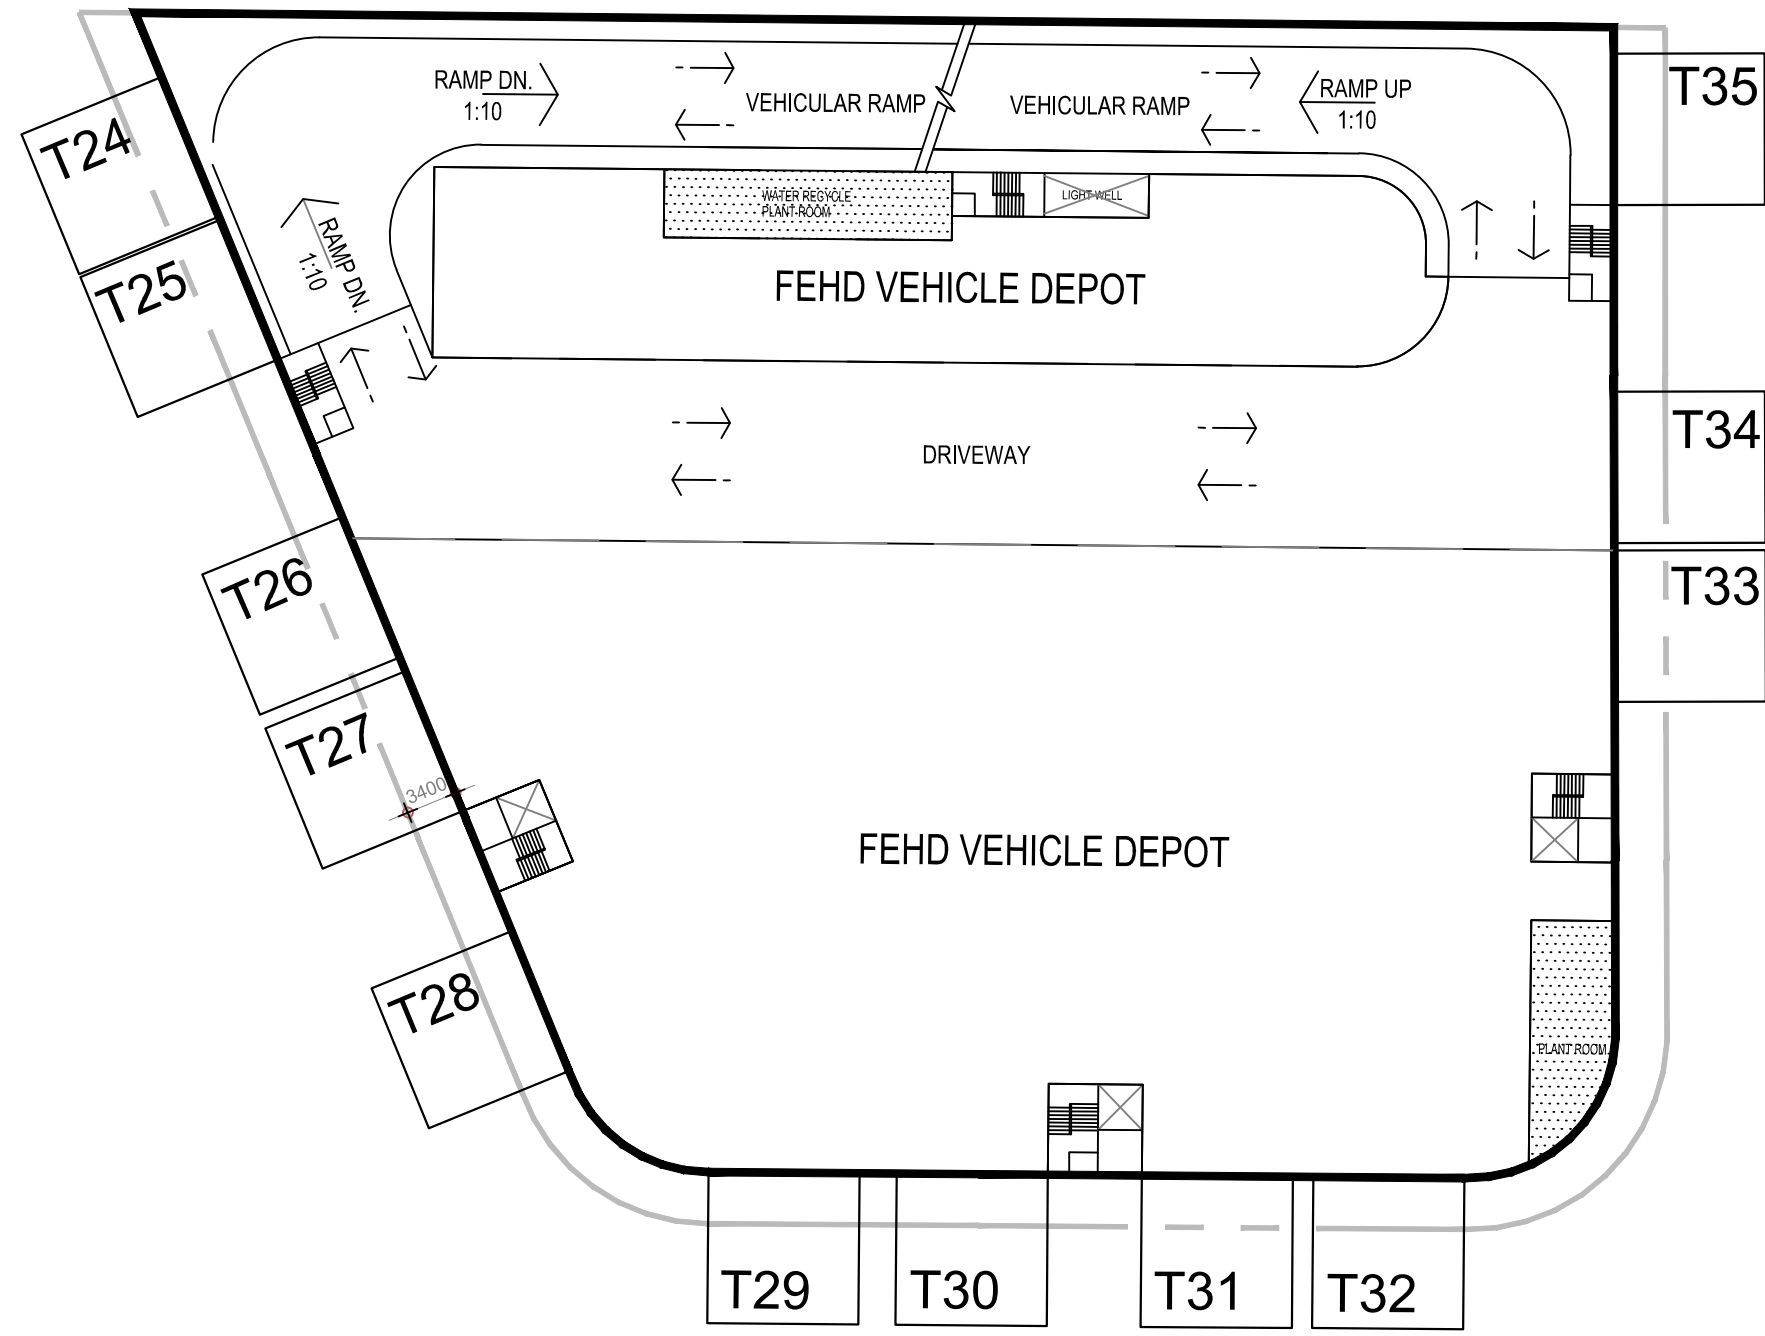 RAMP DN.
1:10
VEHICULAR RAMP
VEHICULAR RAMP
RAMP UP
1:10
T35
T24
WATER RECYCLE
PLANT ROOM
LIGHT WELL
RAMP DN.
1:10
T25
FEHD VEHICLE DEPOT
DRIVEWAY
T34
T26
T33
T27
3400
FEHD VEHICLE DEPOT
T28
PLANT ROOM
T29
T30
T31
T32